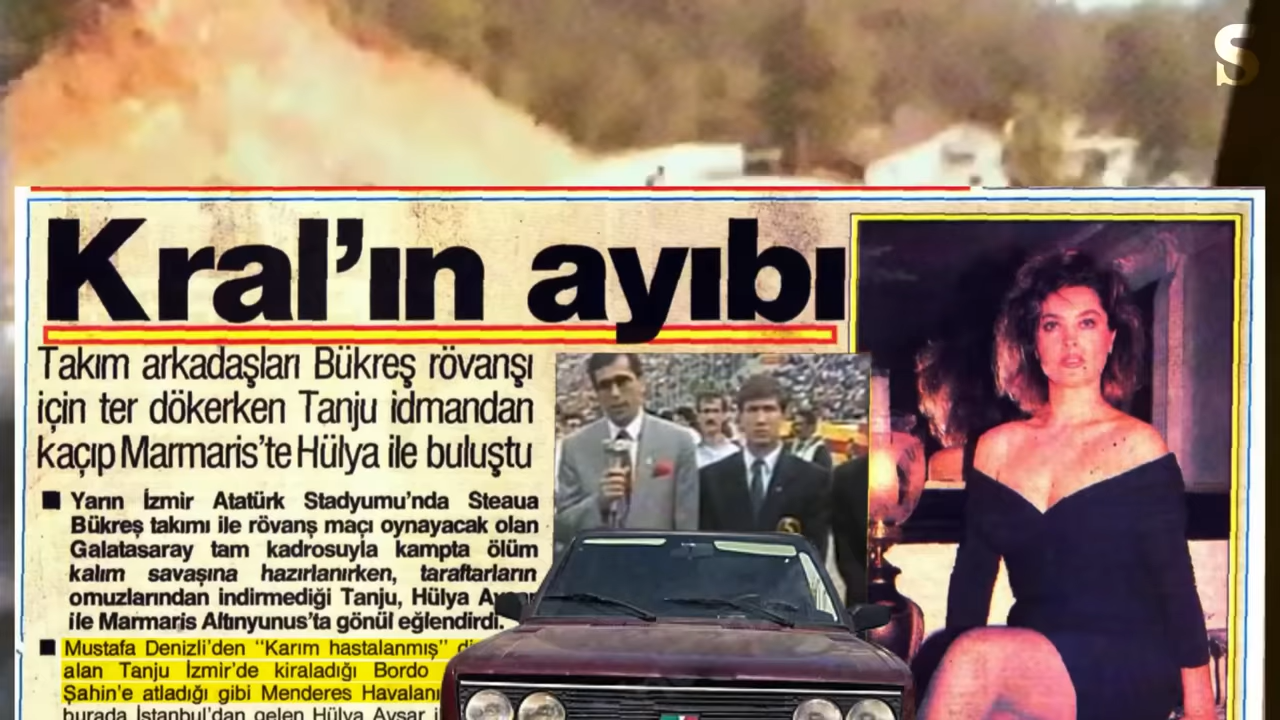 S
Kral'ın ayıbı
Takım arkadaşları Bükreş rövanşı
için ter dökerken Tanju idmandan
kaçıp Marmaris'te Hülya ile buluştu
Yarın İzmir Atatürk Stadyumu'nda Steaua
Bükreş takımı ile rövanş maçı oynayacak olan
Galatasaray tam kadrosuyla kampta ölüm
kalım savaşına hazırlanırken, taraftarların
omuzlarından indirmediği Tanju, Hülya
ile Marmaris Altınyunus'ta gönül eğlendirdi.
Mustafa Denizli'den "Karım hastalanmış"
alan Tanju İzmir'de kiraladığı Bordo
Şahin'e atladığı gibi Menderes
burada İstanbul'dan gelen Hülya Avşar